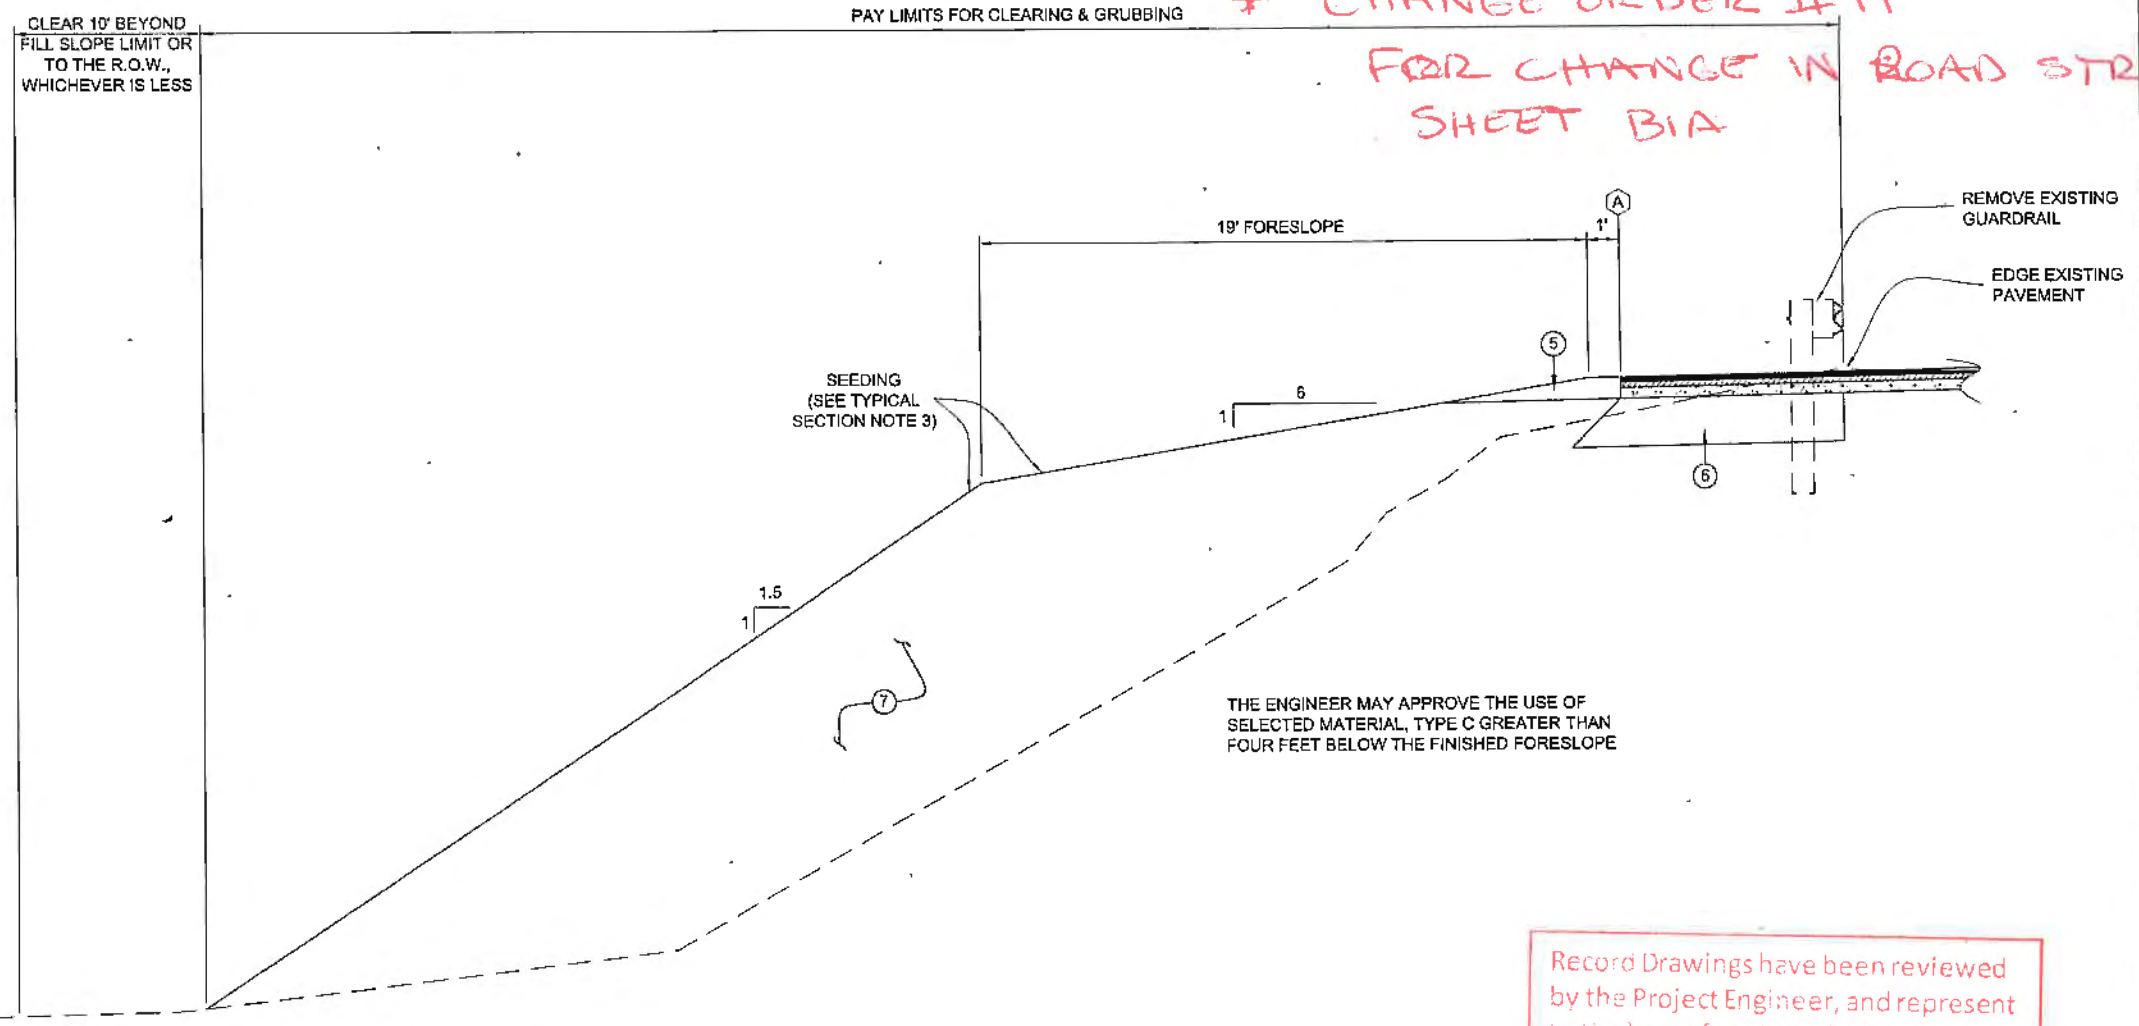 CLEAR 10' BEYOND
FILL SLOPE LIMIT OR
TO THE R.O.W.,
WHICHEVER IS LESS
PAY LIMITS FOR CLEARING & GRUBBING
* CHANGE ORDER # 11
FOR CHANGE IN ROAD STR
SHEET B1A
A
19' FORESLOPE
1'
REMOVE EXISTING
GUARDRAIL
EDGE EXISTING
PAVEMENT
5
SEEDING
(SEE TYPICAL
SECTION NOTE 3)
6
1
6
1.5
1
7
THE ENGINEER MAY APPROVE THE USE OF
SELECTED MATERIAL, TYPE C GREATER THAN
FOUR FEET BELOW THE FINISHED FORESLOPE
Record Drawings have been reviewed
by the Project Engineer, and represent